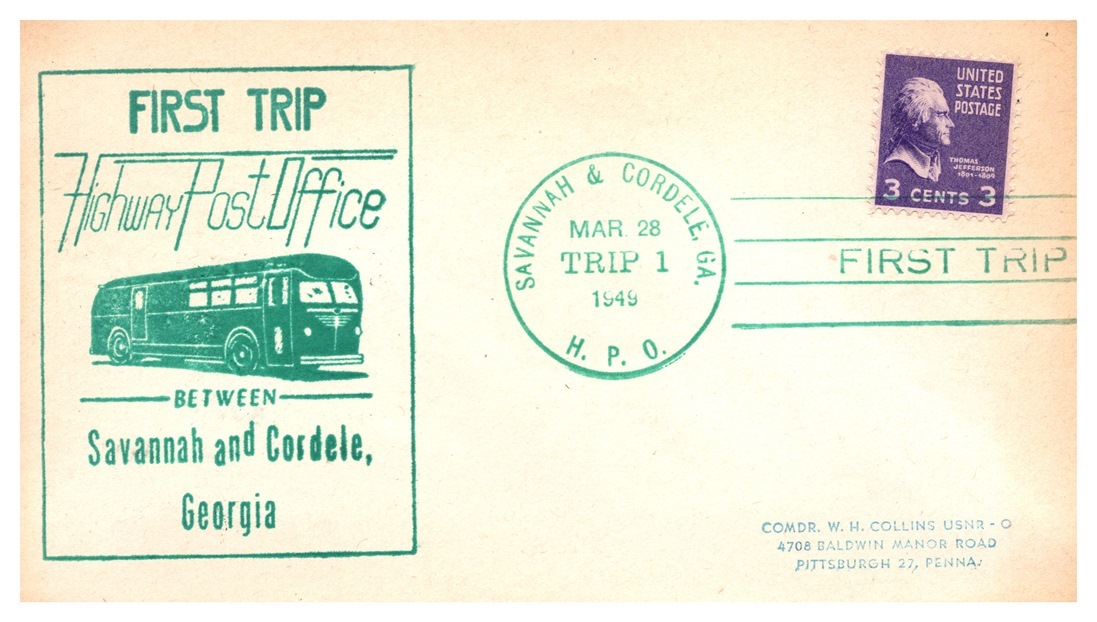 FIRST TRIP
Highway Post Office
BETWEEN
Savannah and Cordele,
Georgia
SAVANNAH & CORDELE, GA.
MAR. 28
TRIP 1
1949
H. P. O.
UNITED
STATES
POSTAGE
THOMAS
JEFFERSON
1801-1809
3 CENTS 3
FIRST TRIP
COMDR. W. H. COLLINS USNR - O
4708 BALDWIN MANOR ROAD
PITTSBURGH 27, PENNA.